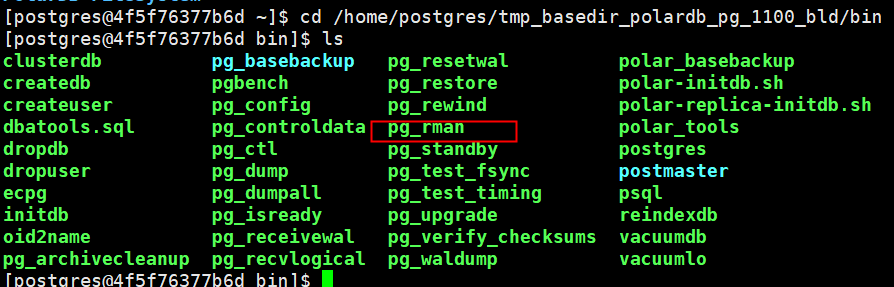 [postgres@4f5f76377b6d ~]$ cd /home/postgres/tmp_basedir_polardb_pg_1100_bld/bin
[postgres@4f5f76377b6d bin]$ ls
clusterdb pg_basebackup pg_resetwal polar_basebackup
createdb pgbench pg_restore polar-initdb.sh
createuser pg_config pg_rewind polar-replica-initdb.sh
dbatools.sql pg_controldata pg_rman polar_tools
dropdb pg_ctl pg_standby postgres
dropuser pg_dump pg_test_fsync postmaster
ecpg pg_dumpall pg_test_timing psql
initdb pg_isready pg_upgrade reindexdb
oid2name pg_receivewal pg_verify_checksums vacuumdb
pg_archivecleanup pg_recvlogical pg_waldump vacuumlo
[postgres@4f5f76377b6d bin]$